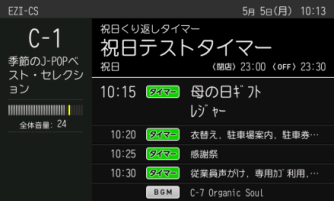 EZI-CS
5月 5日(月) 10:13
C-1
季節のJ-POPベ
スト・セレクシ
ョン
全体音量: 24
祝日くり返しタイマー
祝日テストタイマー
祝日
(閉店) 23:00 (OFF) 23:30
10:15 タイマー 母の日ｷﾞﾌﾄ
ﾚｼﾞｬｰ
10:20 タイマー 衣替え, 駐車場案内, 駐車券…
10:25 タイマー 感謝祭
10:30 タイマー 従業員声がけ, 専用ｶｺﾞ利用,…
BGM C-7 Organic Soul